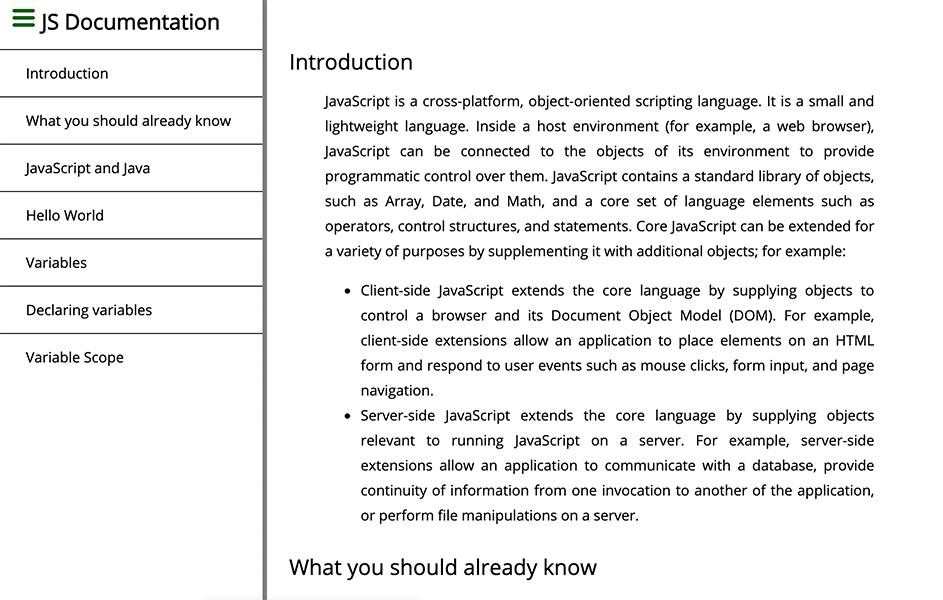 JS Documentation
Introduction
What you should already know
JavaScript and Java
Hello World
Variables
Declaring variables
Variable Scope
Introduction
JavaScript is a cross-platform, object-oriented scripting language. It is a small and
lightweight language. Inside a host environment (for example, a web browser),
JavaScript can be connected to the objects of its environment to provide
programmatic control over them. JavaScript contains a standard library of objects,
such as Array, Date, and Math, and a core set of language elements such as
operators, control structures, and statements. Core JavaScript can be extended for
a variety of purposes by supplementing it with additional objects; for example:
• Client-side JavaScript extends the core language by supplying objects to
control a browser and its Document Object Model (DOM). For example,
client-side extensions allow an application to place elements on an HTML
form and respond to user events such as mouse clicks, form input, and page
navigation.
• Server-side JavaScript extends the core language by supplying objects
relevant to running JavaScript on a server. For example, server-side
extensions allow an application to communicate with a database, provide
continuity of information from one invocation to another of the application,
or perform file manipulations on a server.
What you should already know